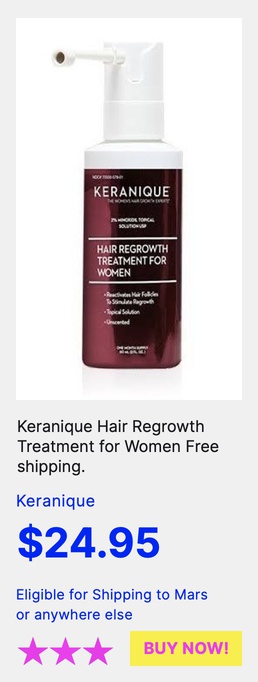 KERANIQUE
THE WOMEN'S HAIR GROWTH EXPERTS
2% MINOXIDIL TOPICAL
SOLUTION USP
HAIR REGROWTH
TREATMENT FOR
WOMEN
• Reactivates Hair Follicles
To Stimulate Regrowth
• Topical Solution
• Unscented
ONE MONTH SUPPLY
Keranique Hair Regrowth
Treatment for Women Free
shipping.
Keranique
$24.95
Eligible for Shipping to Mars
or anywhere else
BUY NOW!